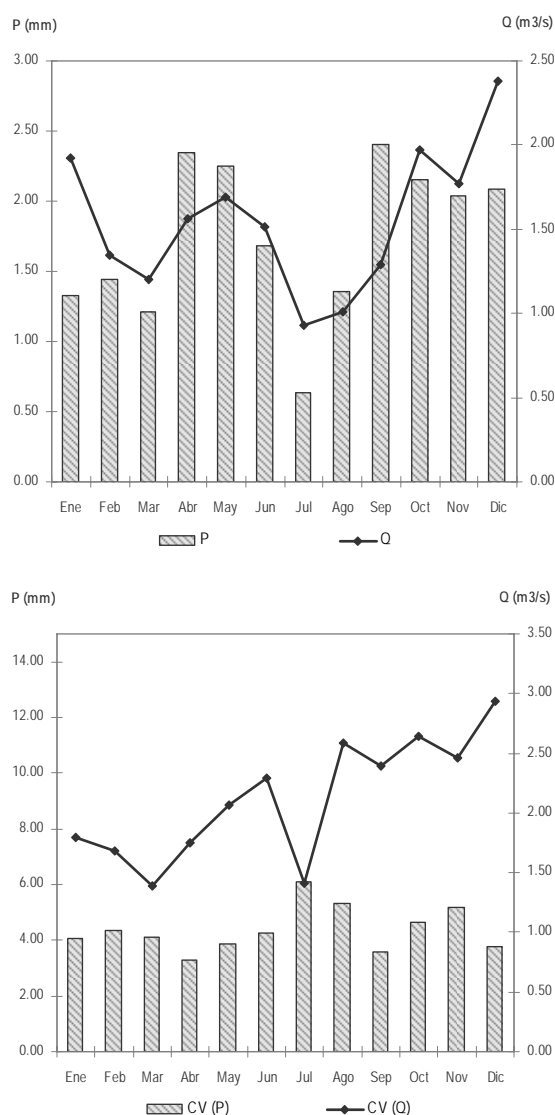 P (mm) Q (m3/s)
3.00 2.50
2.50 2.00
2.00 1.50
1.50 1.00
1.00 0.50
0.50 0.00
0.00
Ene Feb Mar Abr May Jun Jul Ago Sep Oct Nov Dic
P Q
P (mm) Q (m3/s)
14.00 3.50
12.00 3.00
10.00 2.50
8.00 2.00
6.00 1.50
4.00 1.00
2.00 0.50
0.00 0.00
Ene Feb Mar Abr May Jun Jul Ago Sep Oct Nov Dic
CV (P) CV (Q)